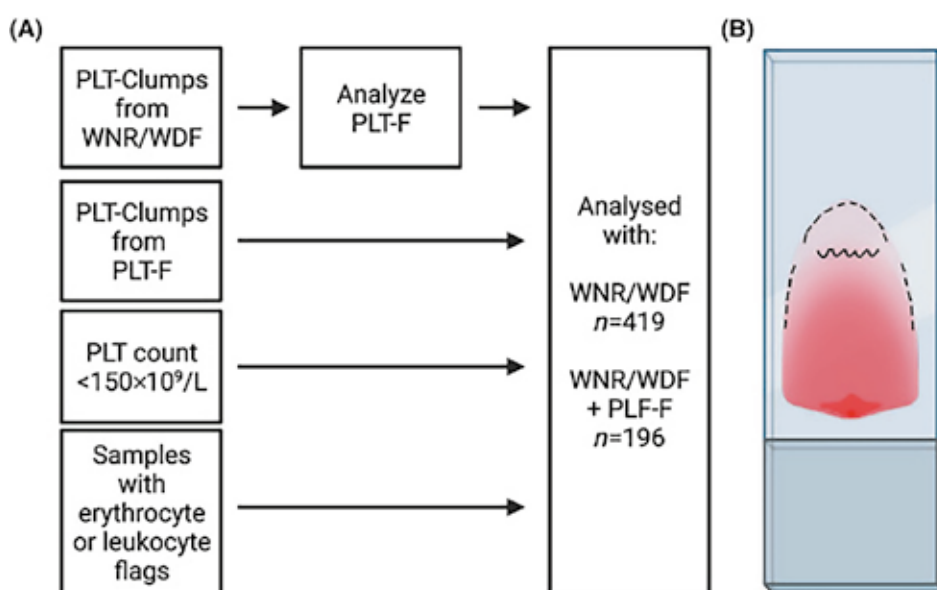 (A)
PLT-Clumps
from
WNR/WDF
Analyze
PLT-F
PLT-Clumps
from
PLT-F
PLT count
<150×10⁹/L
Samples
with
erythrocyte
or leukocyte
flags
Analysed
with:
WNR/WDF
n=419
WNR/WDF
+ PLF-F
n=196
(B)